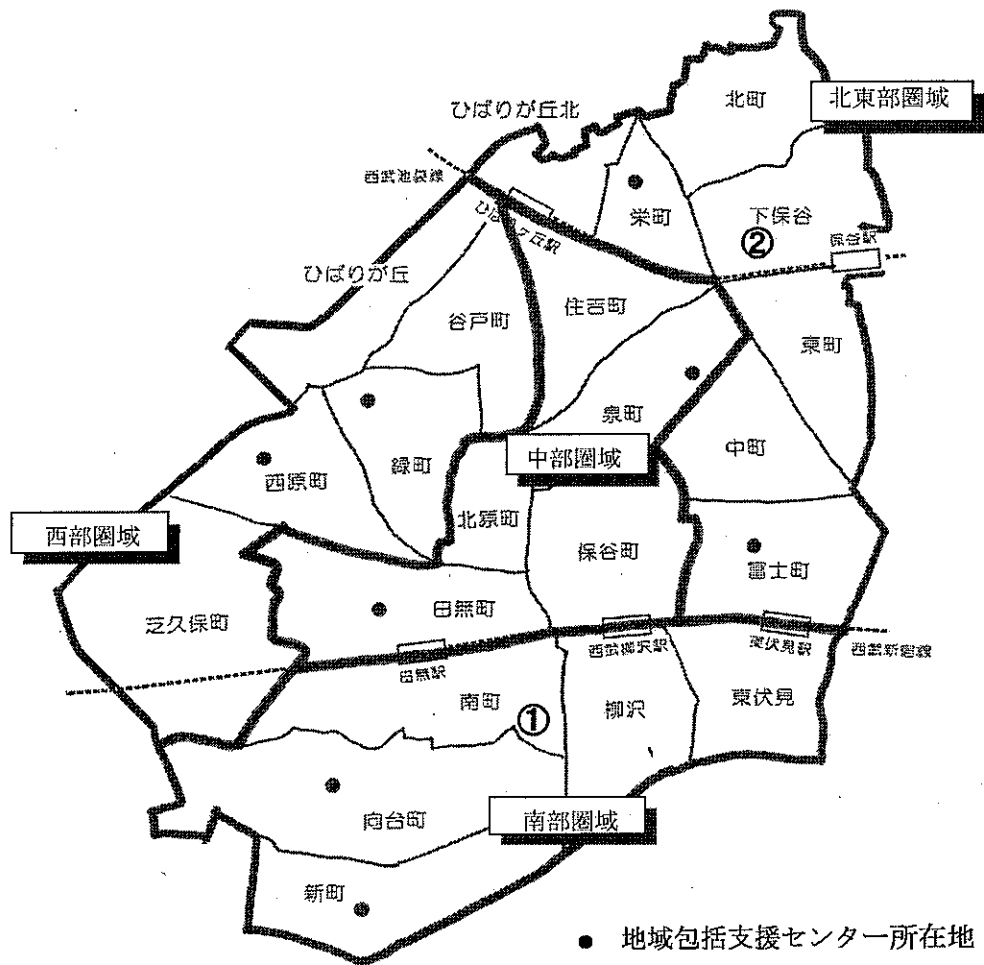 北町
北東部圏域
ひばりが丘北
西武池袋線
栄町
下保谷
②
保谷駅
ひばりヶ丘駅
ひばりが丘
住吉町
谷戸町
東町
泉町
中町
緑町
中部圏域
西原町
北原町
西部圏域
保谷町
富士町
芝久保町
田無町
西武柳沢駅
東伏見駅
西武新宿線
田無駅
南町
①
柳沢
東伏見
向台町
南部圏域
新町
● 地域包括支援センター所在地